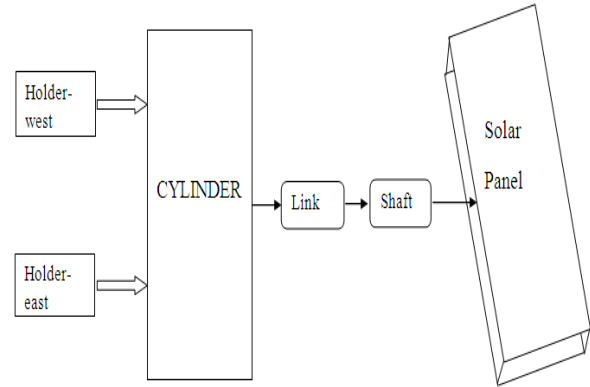 Holder-
west
CYLINDER
Link
Shaft
Solar
Panel
Holder-
east